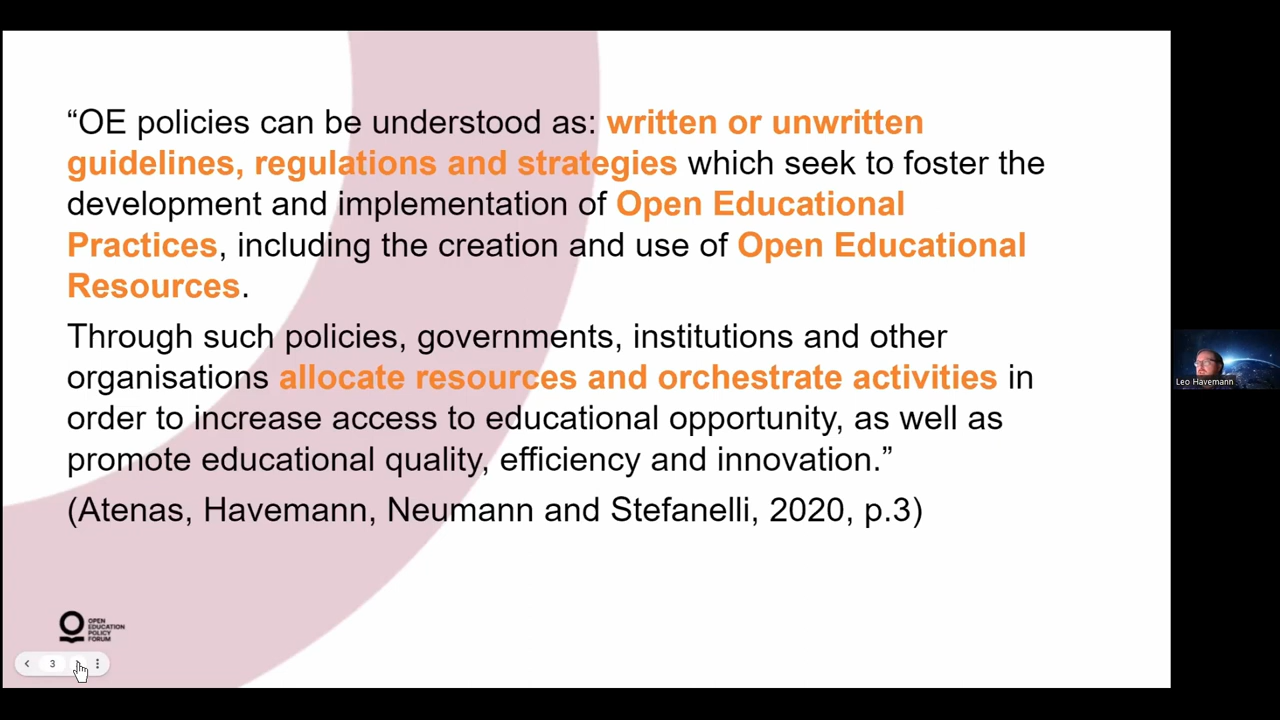 “OE policies can be understood as: written or unwritten
guidelines, regulations and strategies which seek to foster the
development and implementation of Open Educational
Practices, including the creation and use of Open Educational
Resources.
Through such policies, governments, institutions and other
organisations allocate resources and orchestrate activities in
order to increase access to educational opportunity, as well as
promote educational quality, efficiency and innovation.”
(Atenas, Havemann, Neumann and Stefanelli, 2020, p.3)
OPEN
EDUCATION
POLICY
FORUM
3
Leo Havemann